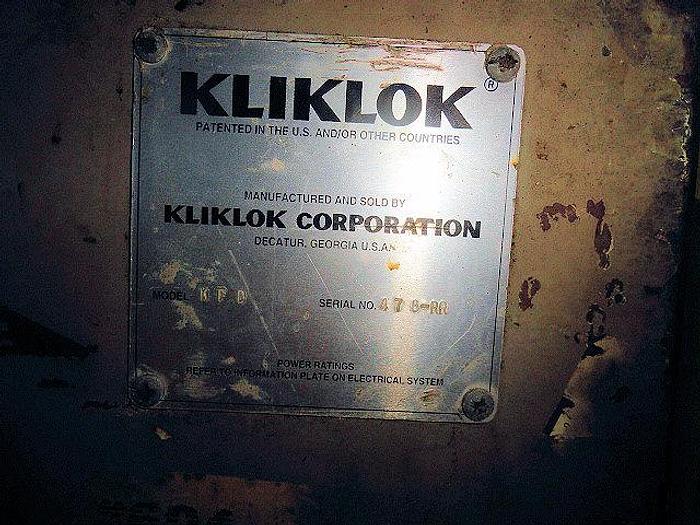 KLIKLOK®
PATENTED IN THE U.S. AND/OR OTHER COUNTRIES
MANUFACTURED AND SOLD BY
KLIKLOK CORPORATION
DECATUR, GEORGIA U.S.A.
MODEL SERIAL NO.
POWER RATINGS
REFER TO INFORMATION PLATE ON ELECTRICAL SYSTEM